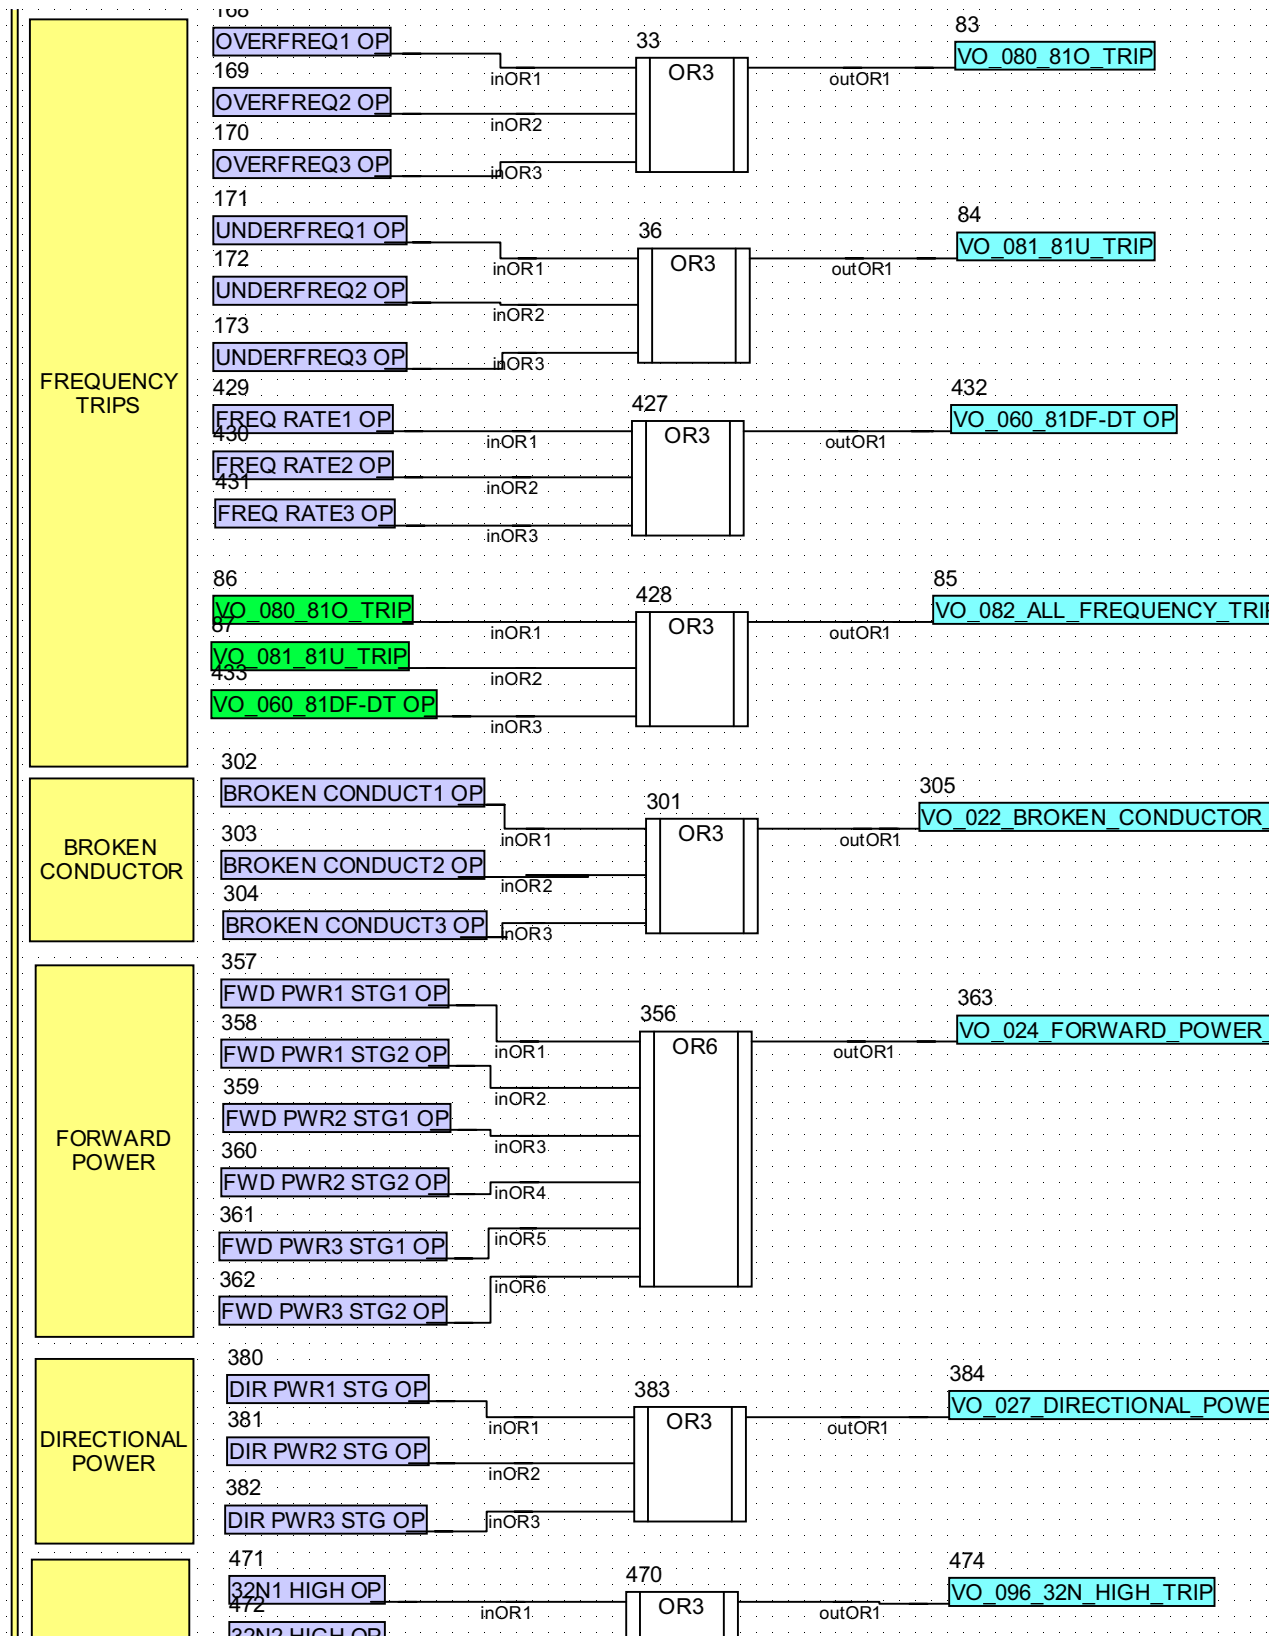 168
OVERFREQ1 OP
33
83
OR3
VO_080_81O_TRIP
inOR1
outOR1
169
OVERFREQ2 OP
inOR2
170
OVERFREQ3 OP
inOR3
171
UNDERFREQ1 OP
36
84
OR3
VO_081_81U_TRIP
inOR1
outOR1
172
UNDERFREQ2 OP
inOR2
173
UNDERFREQ3 OP
inOR3
FREQUENCY
TRIPS
429
FREQ RATE1 OP
427
432
OR3
VO_060_81DF-DT OP
inOR1
outOR1
430
FREQ RATE2 OP
inOR2
431
FREQ RATE3 OP
inOR3
86
VO_080_81O_TRIP
428
85
OR3
VO_082_ALL_FREQUENCY_TRI
inOR1
outOR1
87
VO_081_81U_TRIP
inOR2
433
VO_060_81DF-DT OP
inOR3
302
BROKEN CONDUCT1 OP
301
305
OR3
VO_022_BROKEN_CONDUCTOR_
inOR1
outOR1
BROKEN
CONDUCTOR
303
BROKEN CONDUCT2 OP
inOR2
304
BROKEN CONDUCT3 OP
inOR3
357
FWD PWR1 STG1 OP
356
363
OR6
VO_024_FORWARD_POWER_
inOR1
outOR1
358
FWD PWR1 STG2 OP
inOR2
359
FWD PWR2 STG1 OP
inOR3
FORWARD
POWER
360
FWD PWR2 STG2 OP
inOR4
361
FWD PWR3 STG1 OP
inOR5
362
FWD PWR3 STG2 OP
inOR6
380
DIR PWR1 STG OP
383
384
OR3
VO_027_DIRECTIONAL_POWE
inOR1
outOR1
DIRECTIONAL
POWER
381
DIR PWR2 STG OP
inOR2
382
DIR PWR3 STG OP
inOR3
471
32N1 HIGH OP
470
474
OR3
VO_096_32N_HIGH_TRIP
inOR1
outOR1
472
32N2 HIGH OP